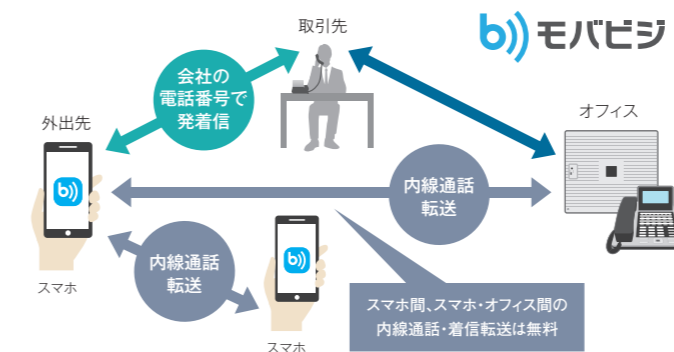 取引先
b)) モバビジ
会社の
電話番号で
発着信
オフィス
外出先
b))
内線通話
転送
内線通話
転送
b))
スマホ
スマホ間、スマホ・オフィス間の
内線通話・着信転送は無料
スマホ